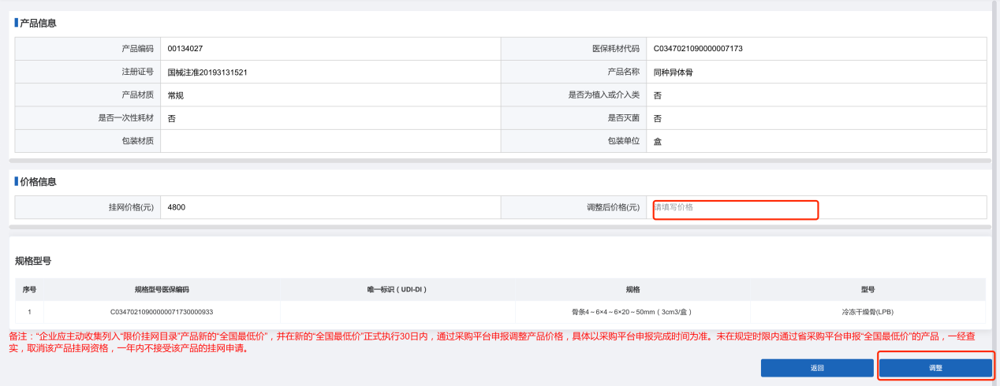 产品信息
产品编码 00134027 医保耗材代码 C0347021090000007173
注册证号 国械注准20193131521 产品名称 同种异体骨
产品材质 常规 是否为植入或介入类 否
是否一次性耗材 否 是否灭菌 否
包装材质 包装单位 盒
价格信息
挂网价格(元) 4800 调整后价格(元) 请填写价格
规格型号
序号 规格型号医保编码 唯一标识（UDI-DI） 规格 型号
1 C03470210900000071730000933 骨条4～6×4～6×20～50mm（3cm3/盒） 冷冻干燥骨(LPB)
备注：“企业应主动收集列入“限价挂网目录”产品新的“全国最低价”，并在新的“全国最低价”正式执行30日内，通过采购平台申报调整产品价格，具体以采购平台申报完成时间为准。未在规定时限内通过省采购平台申报“全国最低价”的产品，一经查
实，取消该产品挂网资格，一年内不接受该产品的挂网申请。
返回 调整